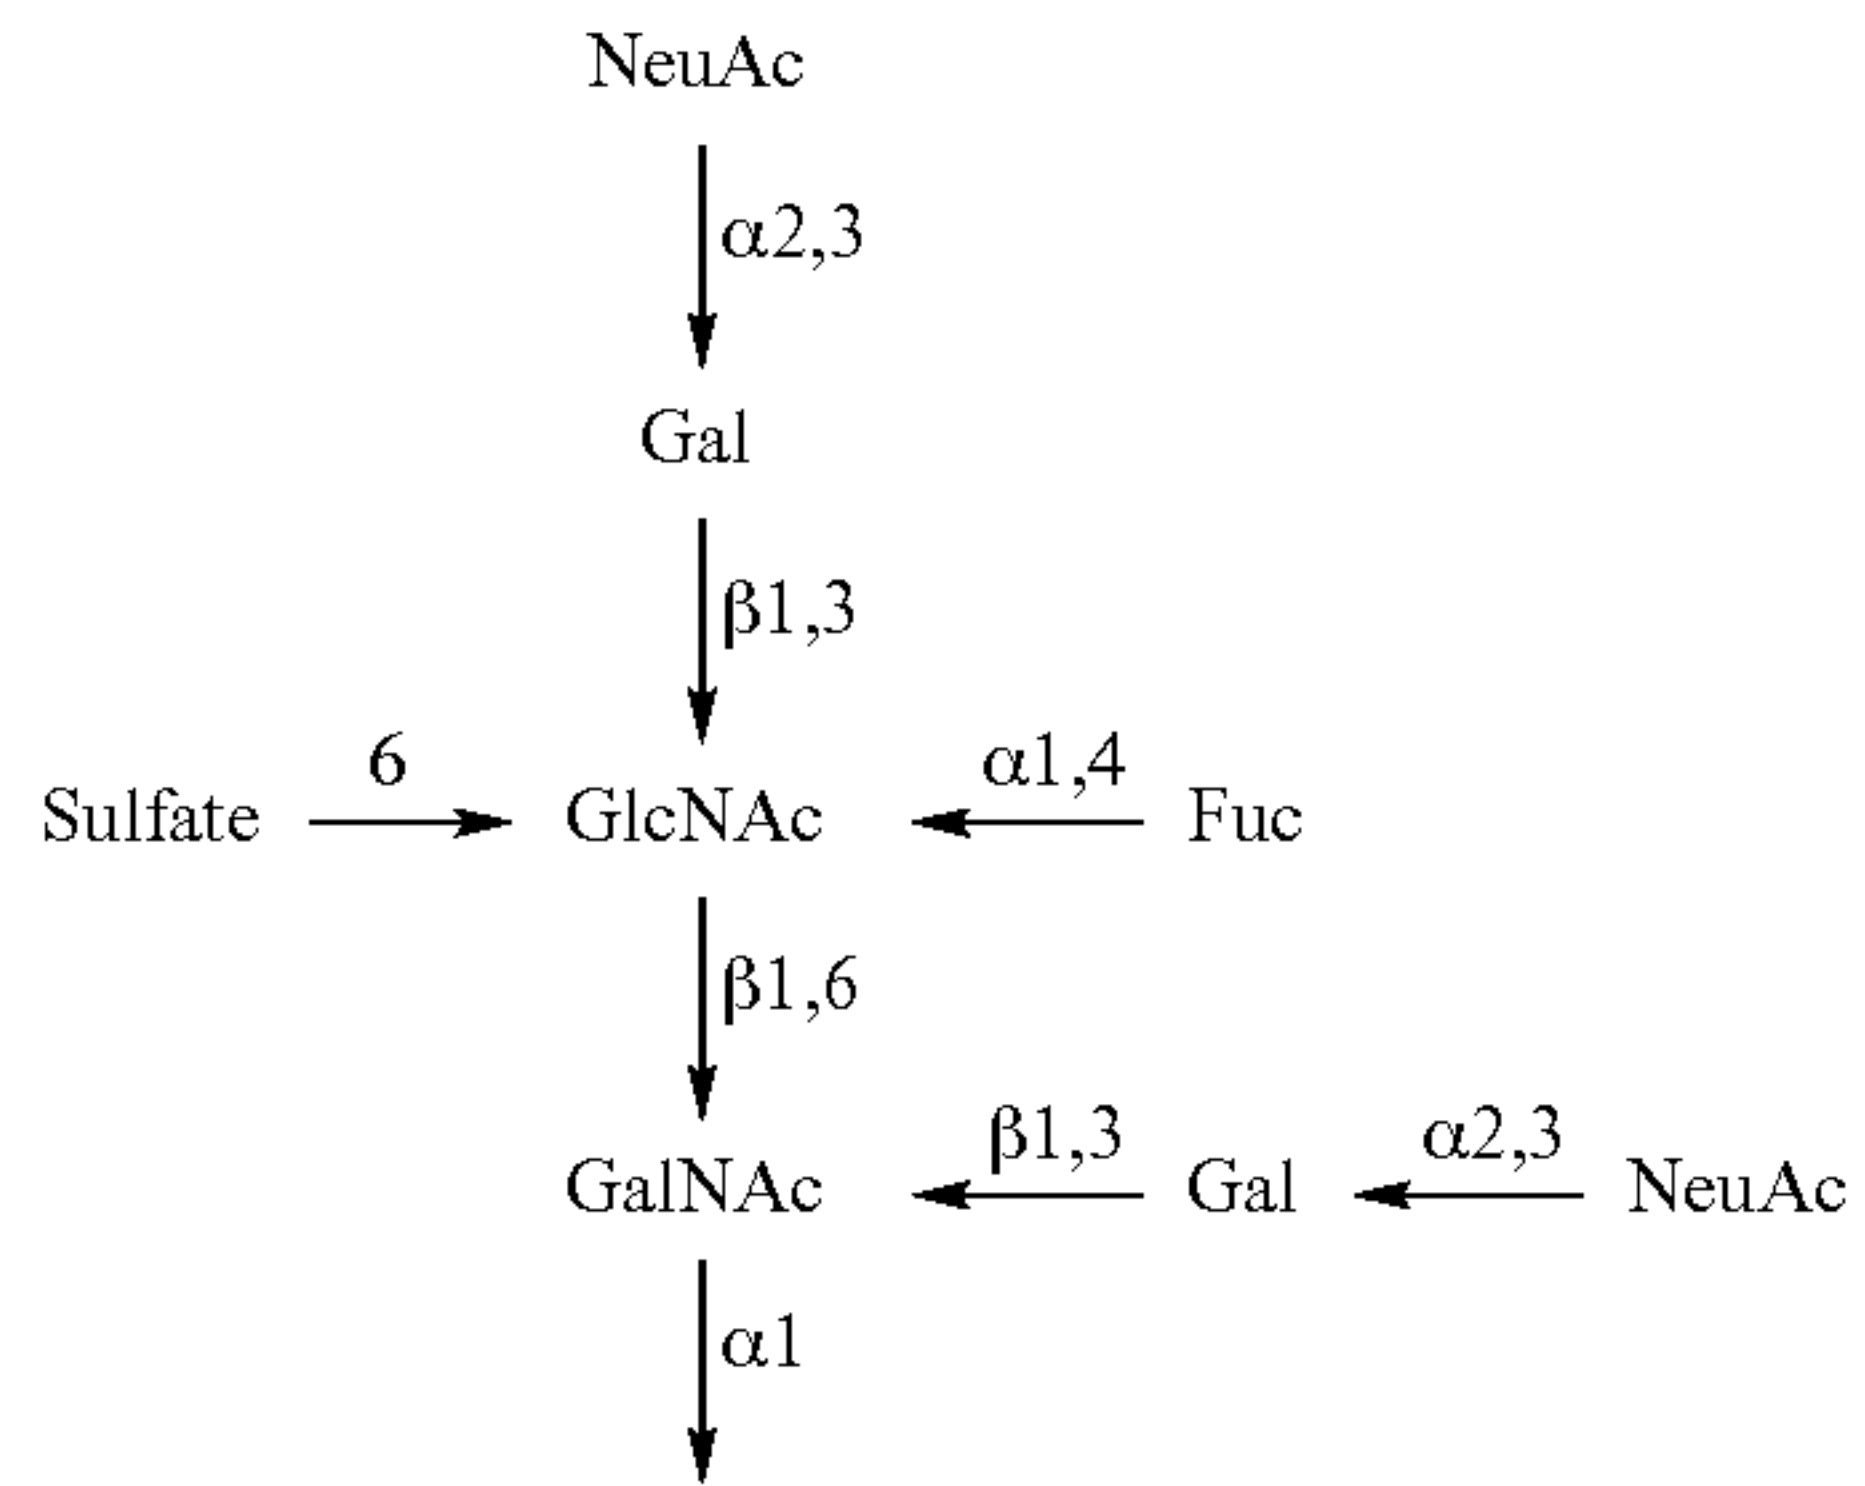 NeuAc
α2,3
Gal
β1,3
6
α1,4
Sulfate GlcNAc Fuc
β1,6
β1,3 α2,3
GalNAc Gal NeuAc
α1